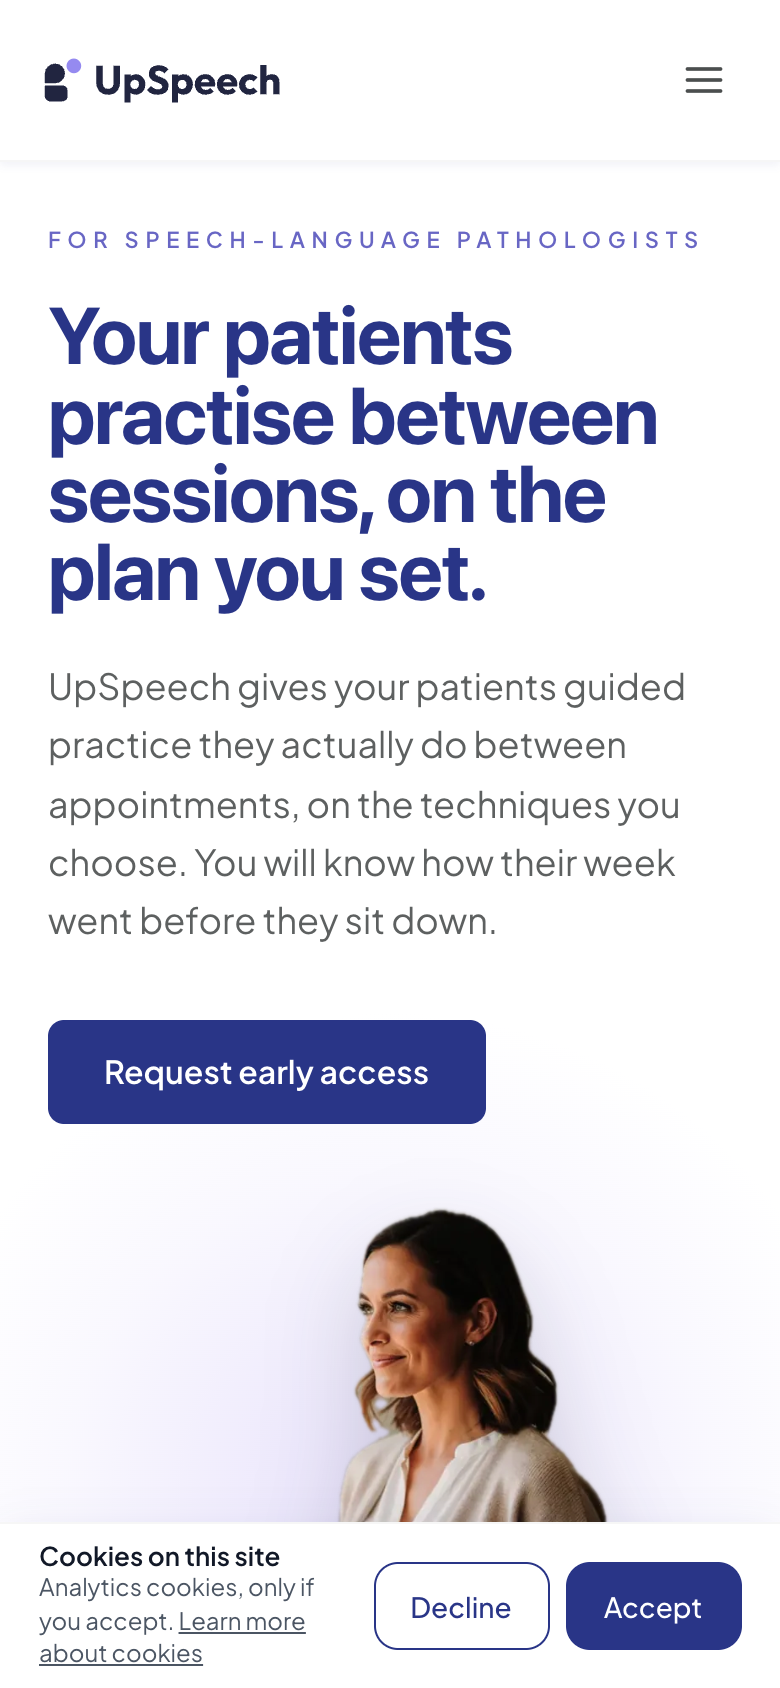 UpSpeech
FOR SPEECH-LANGUAGE PATHOLOGISTS
Your patients
practise between
sessions, on the
plan you set.
UpSpeech gives your patients guided
practice they actually do between
appointments, on the techniques you
choose. You will know how their week
went before they sit down.
Request early access
Cookies on this site
Analytics cookies, only if
you accept. Learn more
about cookies
Decline
Accept